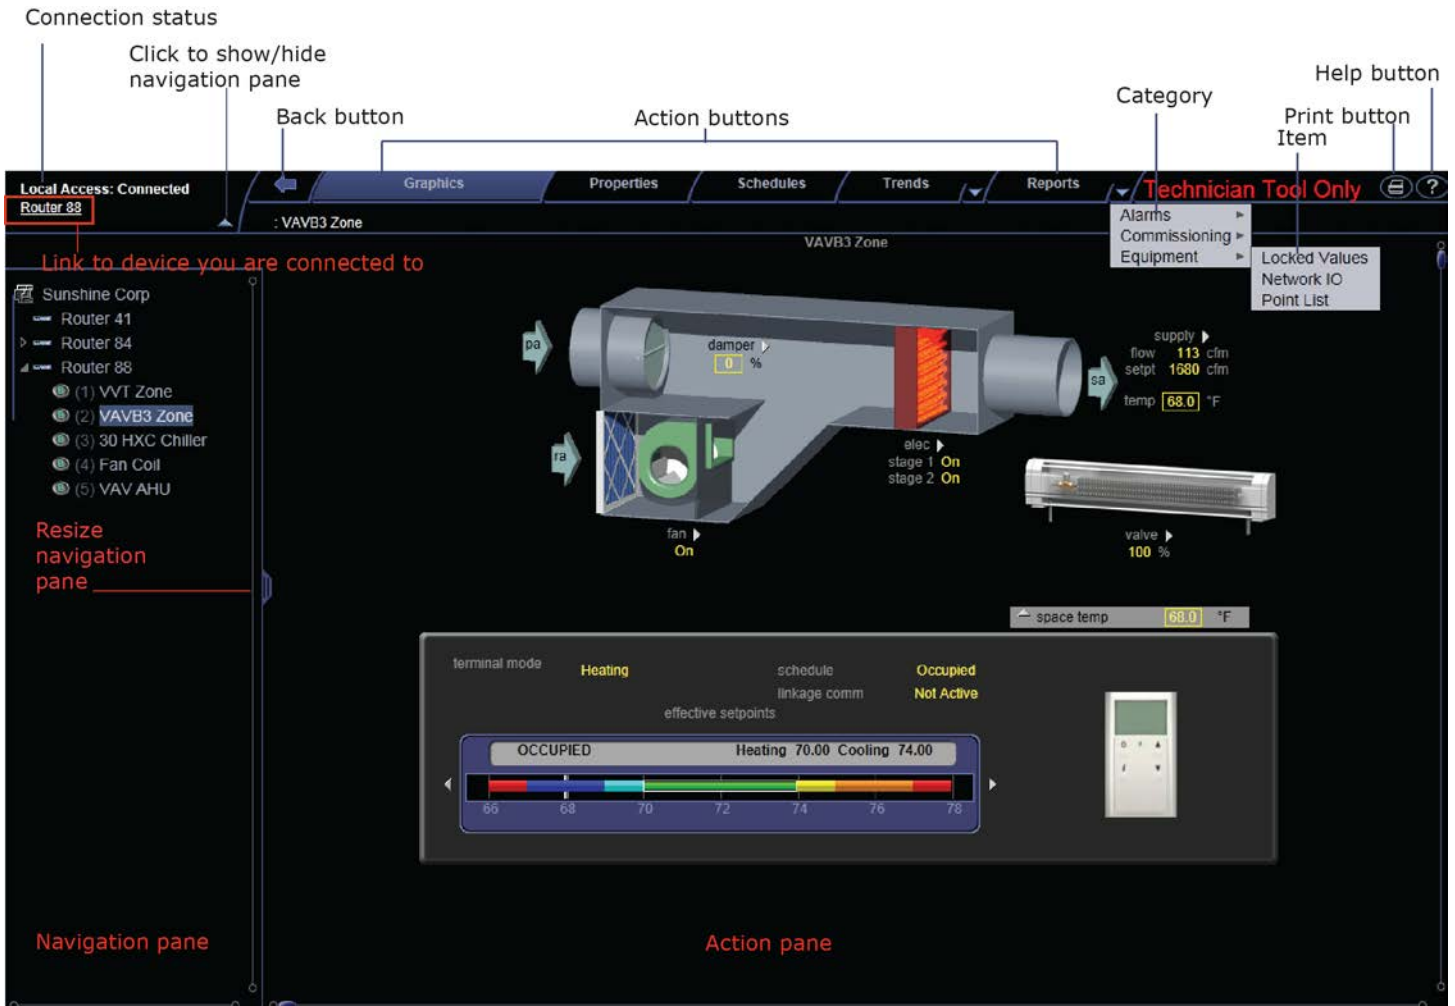 Connection status
Click to show/hide
navigation pane
Help button
Category
Back button
Action buttons
Print button
Item
Local Access: Connected
Router 88
Graphics
Properties
Schedules
Trends
Reports
Technician Tool Only
?
: VAVB3 Zone
VAVB3 Zone
Alarms
Commissioning
Equipment
Locked Values
Network IO
Point List
Link to device you are connected to
Sunshine Corp
Router 41
Router 84
Router 88
(1) VVT Zone
(2) VAVB3 Zone
(3) 30 HXC Chiller
(4) Fan Coil
(5) VAV AHU
Resize
navigation
pane
pa
damper
0 %
supply
flow 113 cfm
setpt 1680 cfm
sa
temp 68.0 °F
ra
elec
stage 1 On
stage 2 On
fan
On
valve
100 %
space temp 68.0 °F
terminal mode Heating
schedule Occupied
linkage comm Not Active
effective setpoints
OCCUPIED Heating 70.00 Cooling 74.00
66 68 70 72 74 76 78
Navigation pane
Action pane